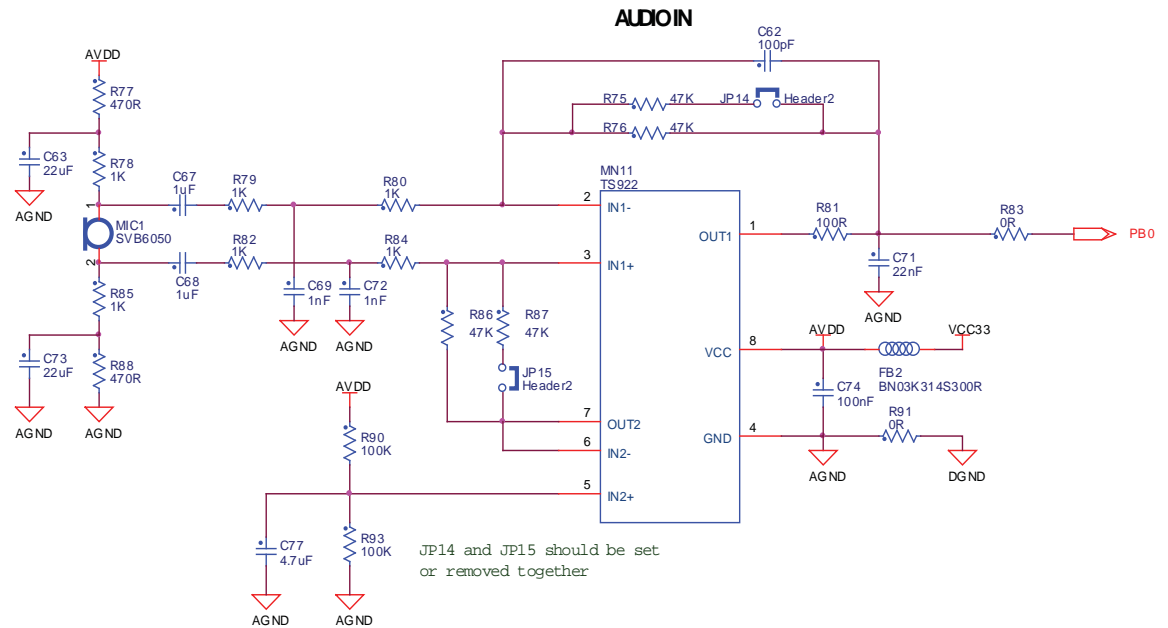 AUDIO IN
C62
100pF
AVDD
R77
470R
R75 47K JP14 Header2
R76 47K
C63
22uF
R78
1K
C67
1uF
R79
1K
R80
1K
MN11
TS922
AGND
1
MIC1
SVB6050
2
2 IN1-
OUT1 1
R81
100R
R83
0R
PB0
C68
1uF
R82
1K
R84
1K
3 IN1+
C71
22nF
AGND
R85
1K
C69
1nF
C72
1nF
AGND AGND
R86
47K
R87
47K
AVDD VCC33
VCC 8
FB2
BN03K314S300R
C73
22uF
R88
470R
AGND AGND
JP15
Header2
C74
100nF
R91
0R
AVDD
7 OUT2
GND 4
6 IN2-
AGND DGND
R90
100K
5 IN2+
C77
4.7uF
R93
100K
AGND AGND
JP14 and JP15 should be set
or removed together